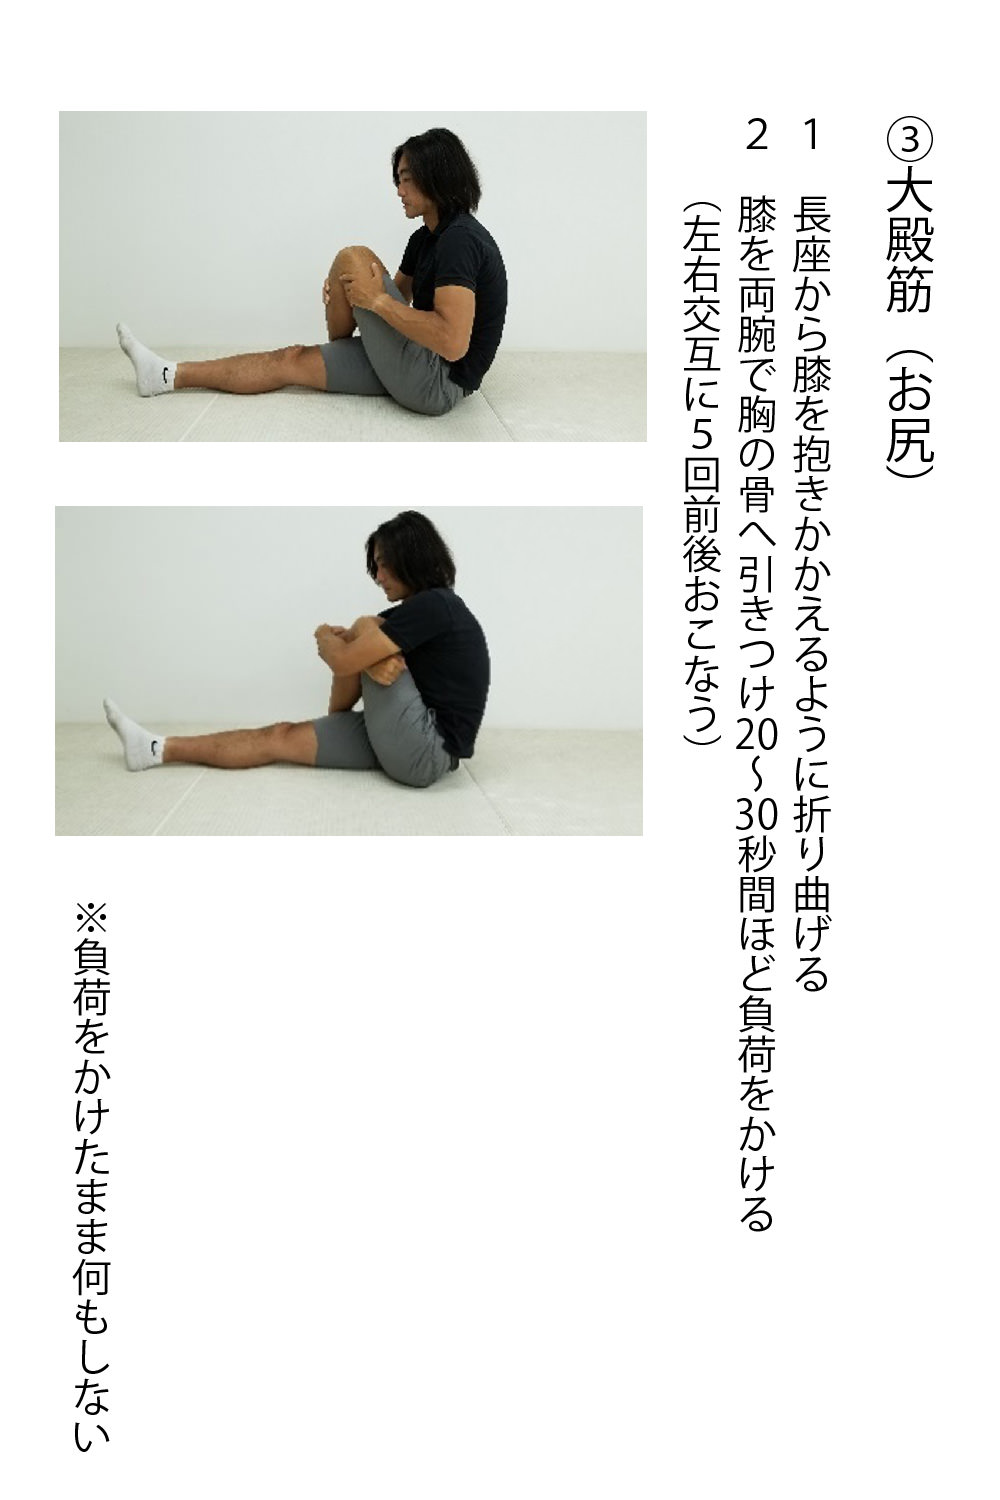 ③大殿筋（お尻）
1　長座から膝を抱きかかえるように折り曲げる
2　膝を両腕で胸の骨へ引きつけ20〜30秒間ほど負荷をかける
（左右交互に5回前後おこなう）
※負荷をかけたまま何もしない